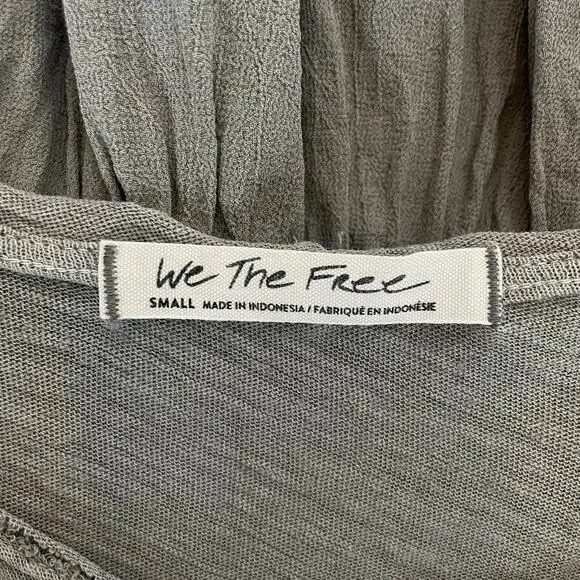 We The Free
SMALL MADE IN INDONESIA / FABRIQUÉ EN INDONÉSIE